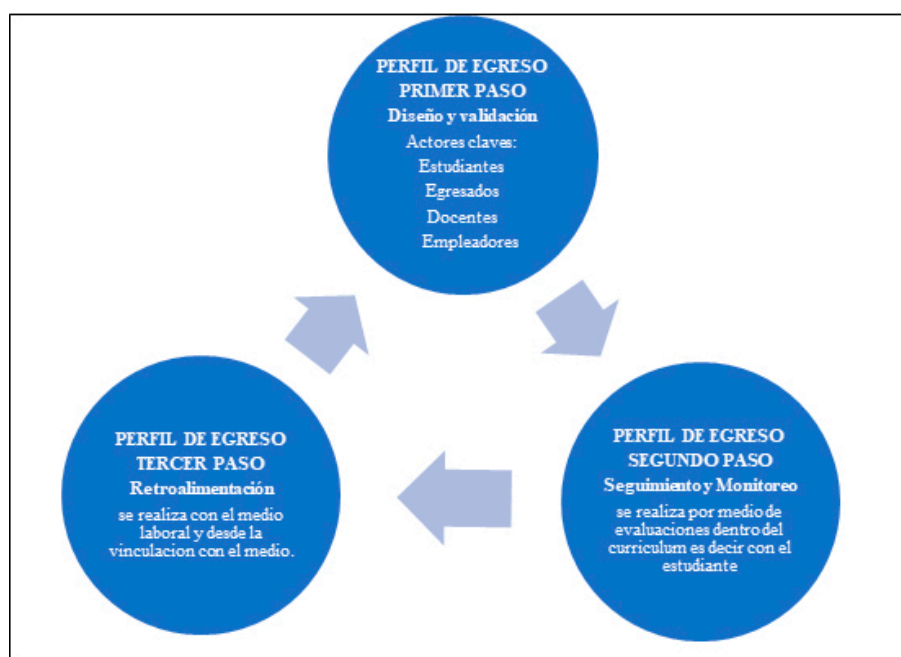 PERFIL DE EGRESO
PRIMER PASO
Diseño y validación
Actores claves:
Estudiantes
Egresados
Docentes
Empleadores
PERFIL DE EGRESO
SEGUNDO PASO
Seguimiento y Monitoreo
se realiza por medio de
evaluaciones dentro del
curriculum es decir con el
estudiante
PERFIL DE EGRESO
TERCER PASO
Retroalimentación
se realiza con el medio
laboral y desde la
vinculacion con el medio.